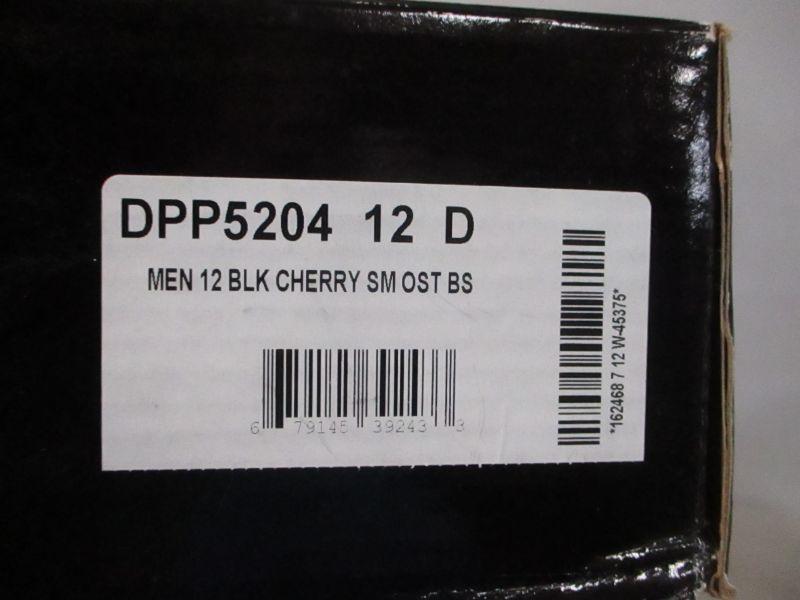 DPP5204 12 D
MEN 12 BLK CHERRY SM OST BS
6 79145 39243 3
*162468 7 12 W-45375*